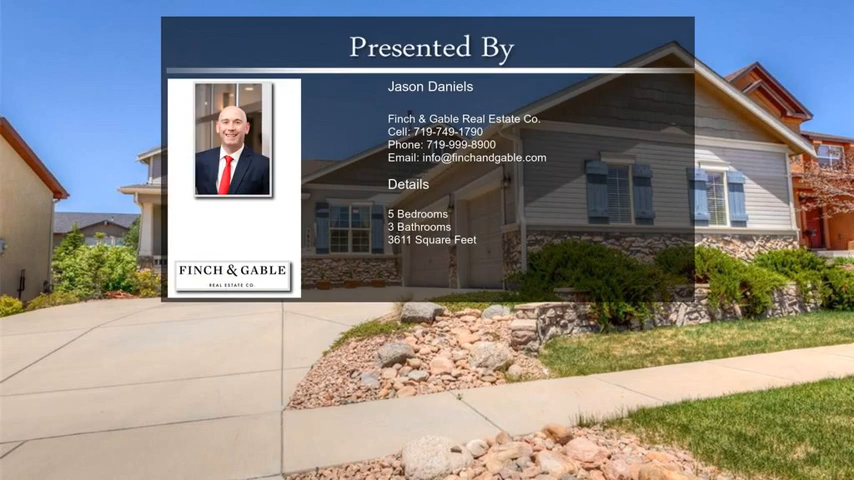 Presented By
Jason Daniels
Finch & Gable Real Estate Co.
Cell: 719-749-1790
Phone: 719-999-8900
Email: info@finchandgable.com
Details
5 Bedrooms
3 Bathrooms
3611 Square Feet
FINCH & GABLE
REAL ESTATE CO.